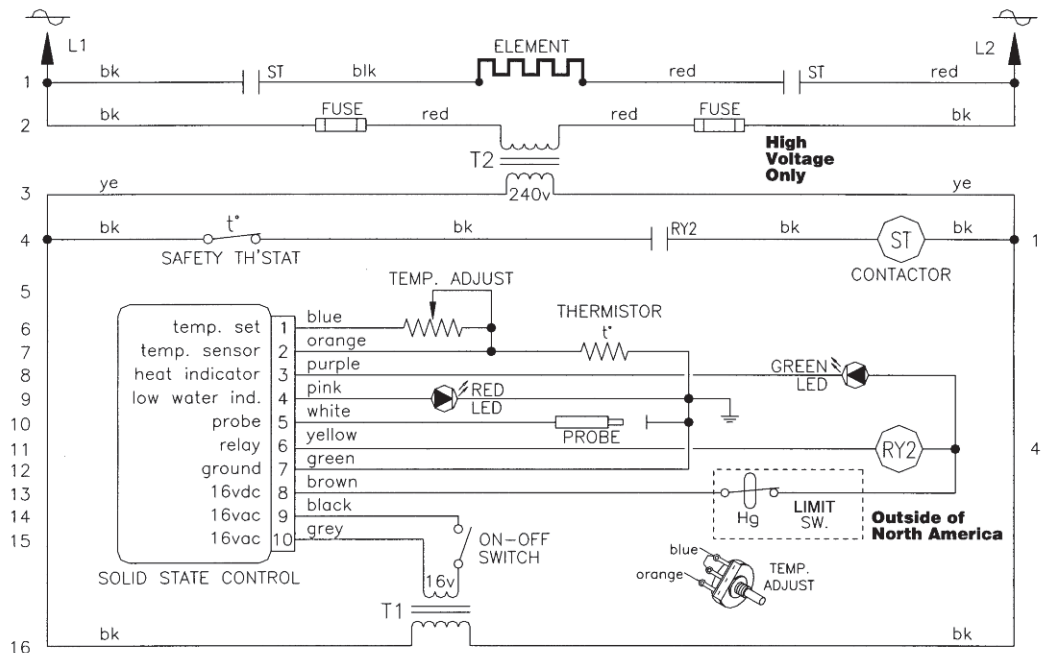 L1 ELEMENT L2
1 bk ST blk red ST red
2 bk FUSE red red FUSE bk
High
Voltage
Only
T2
3 ye 240v ye
4 bk t° bk RY2 bk ST bk 1
SAFETY TH'STAT CONTACTOR
5 TEMP. ADJUST
6 temp. set 1 blue THERMISTOR
7 temp. sensor 2 orange t°
8 heat indicator 3 purple GREEN LED
9 low water ind. 4 pink RED LED
10 probe 5 white PROBE
11 relay 6 yellow RY2 4
12 ground 7 green
13 16vdc 8 brown
Hg LIMIT SW.
Outside of
North America
14 16vac 9 black
15 16vac 10 grey ON-OFF SWITCH
blue
orange
TEMP. ADJUST
SOLID STATE CONTROL
16v
T1
16 bk bk